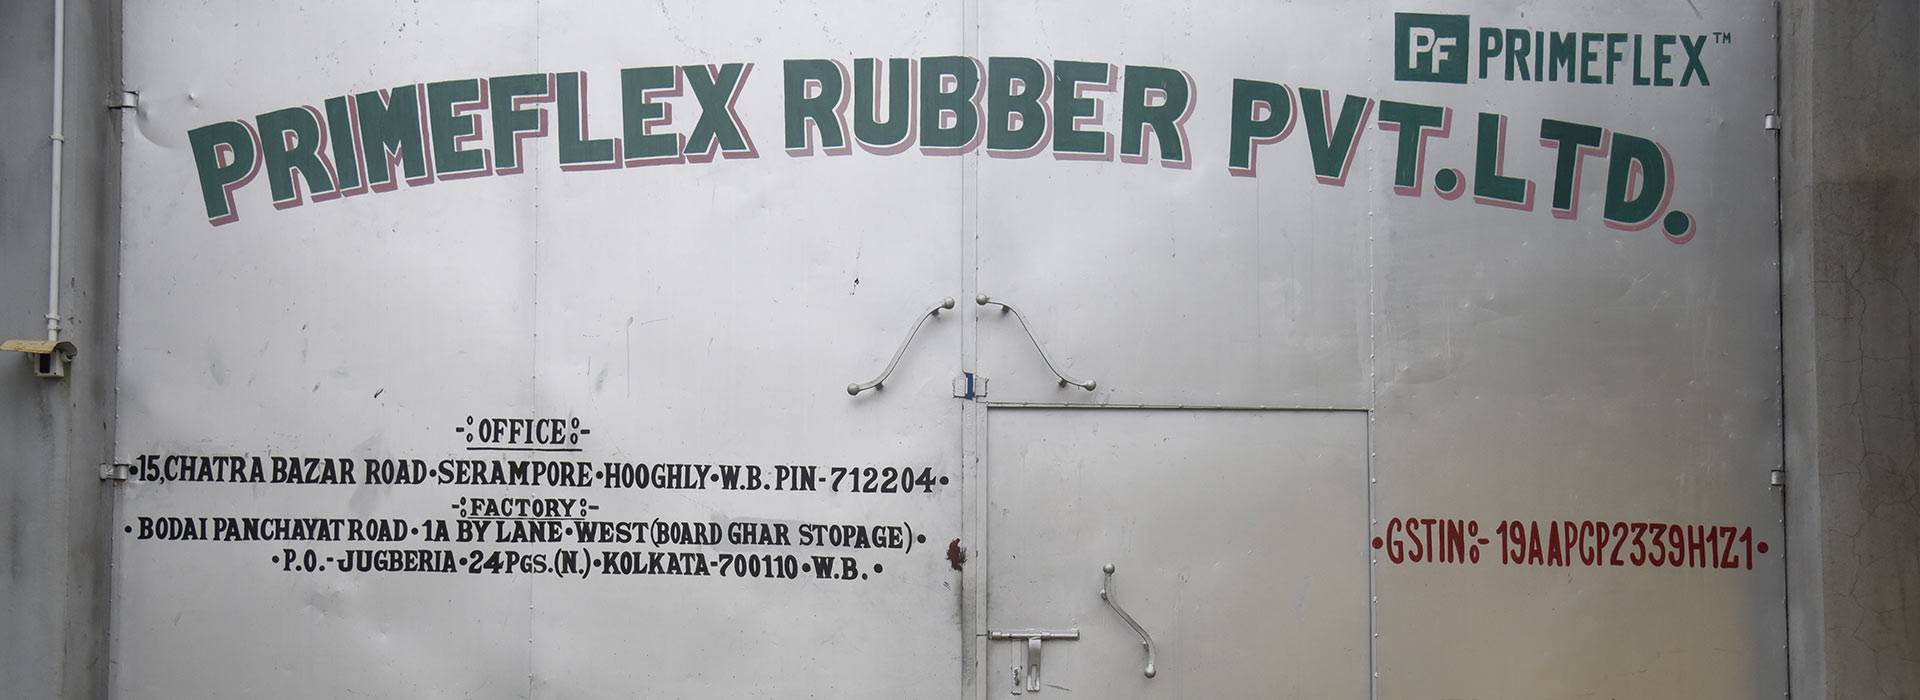 PF PRIMEFLEX™
PRIMEFLEX RUBBER PVT.LTD.
-:OFFICE:-
•15,CHATRA BAZAR ROAD•SERAMPORE•HOOGHLY•W.B. PIN-712204•
-:FACTORY:-
•BODAI PANCHAYAT ROAD•1A BY LANE•WEST(BOARD GHAR STOPAGE)•
•P.O.-JUGBERIA•24PGS.(N.)•KOLKATA-700110•W.B.•
•GSTIN:-19AAPCP2339H1Z1•